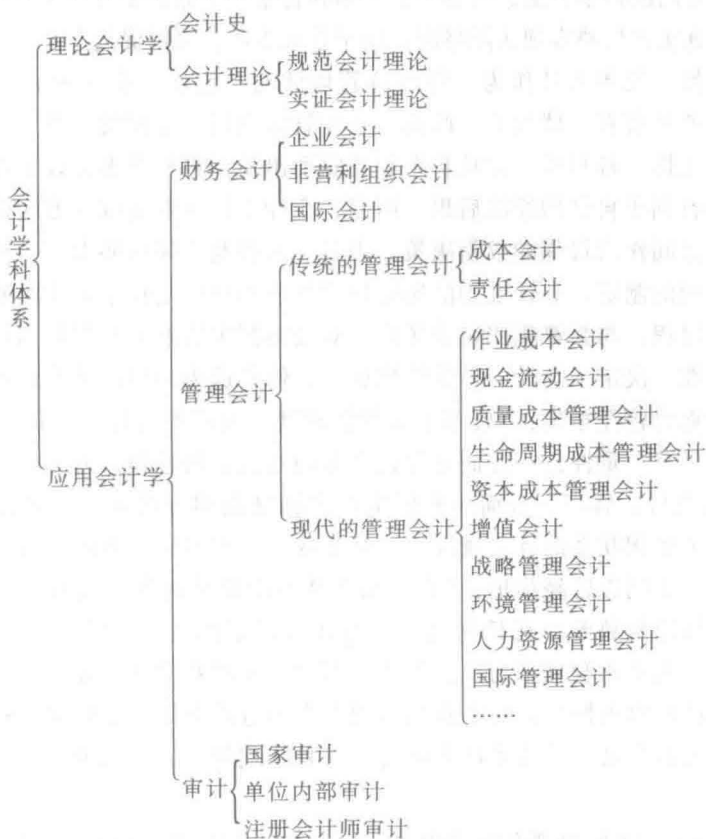 会计学科体系
理论会计学
会计史
会计理论
规范会计理论
实证会计理论
应用会计学
财务会计
企业会计
非营利组织会计
国际会计
管理会计
传统的管理会计
成本会计
责任会计
现代的管理会计
作业成本会计
现金流动会计
质量成本管理会计
生命周期成本管理会计
资本成本管理会计
增值会计
战略管理会计
环境管理会计
人力资源管理会计
国际管理会计
……
审计
国家审计
单位内部审计
注册会计师审计